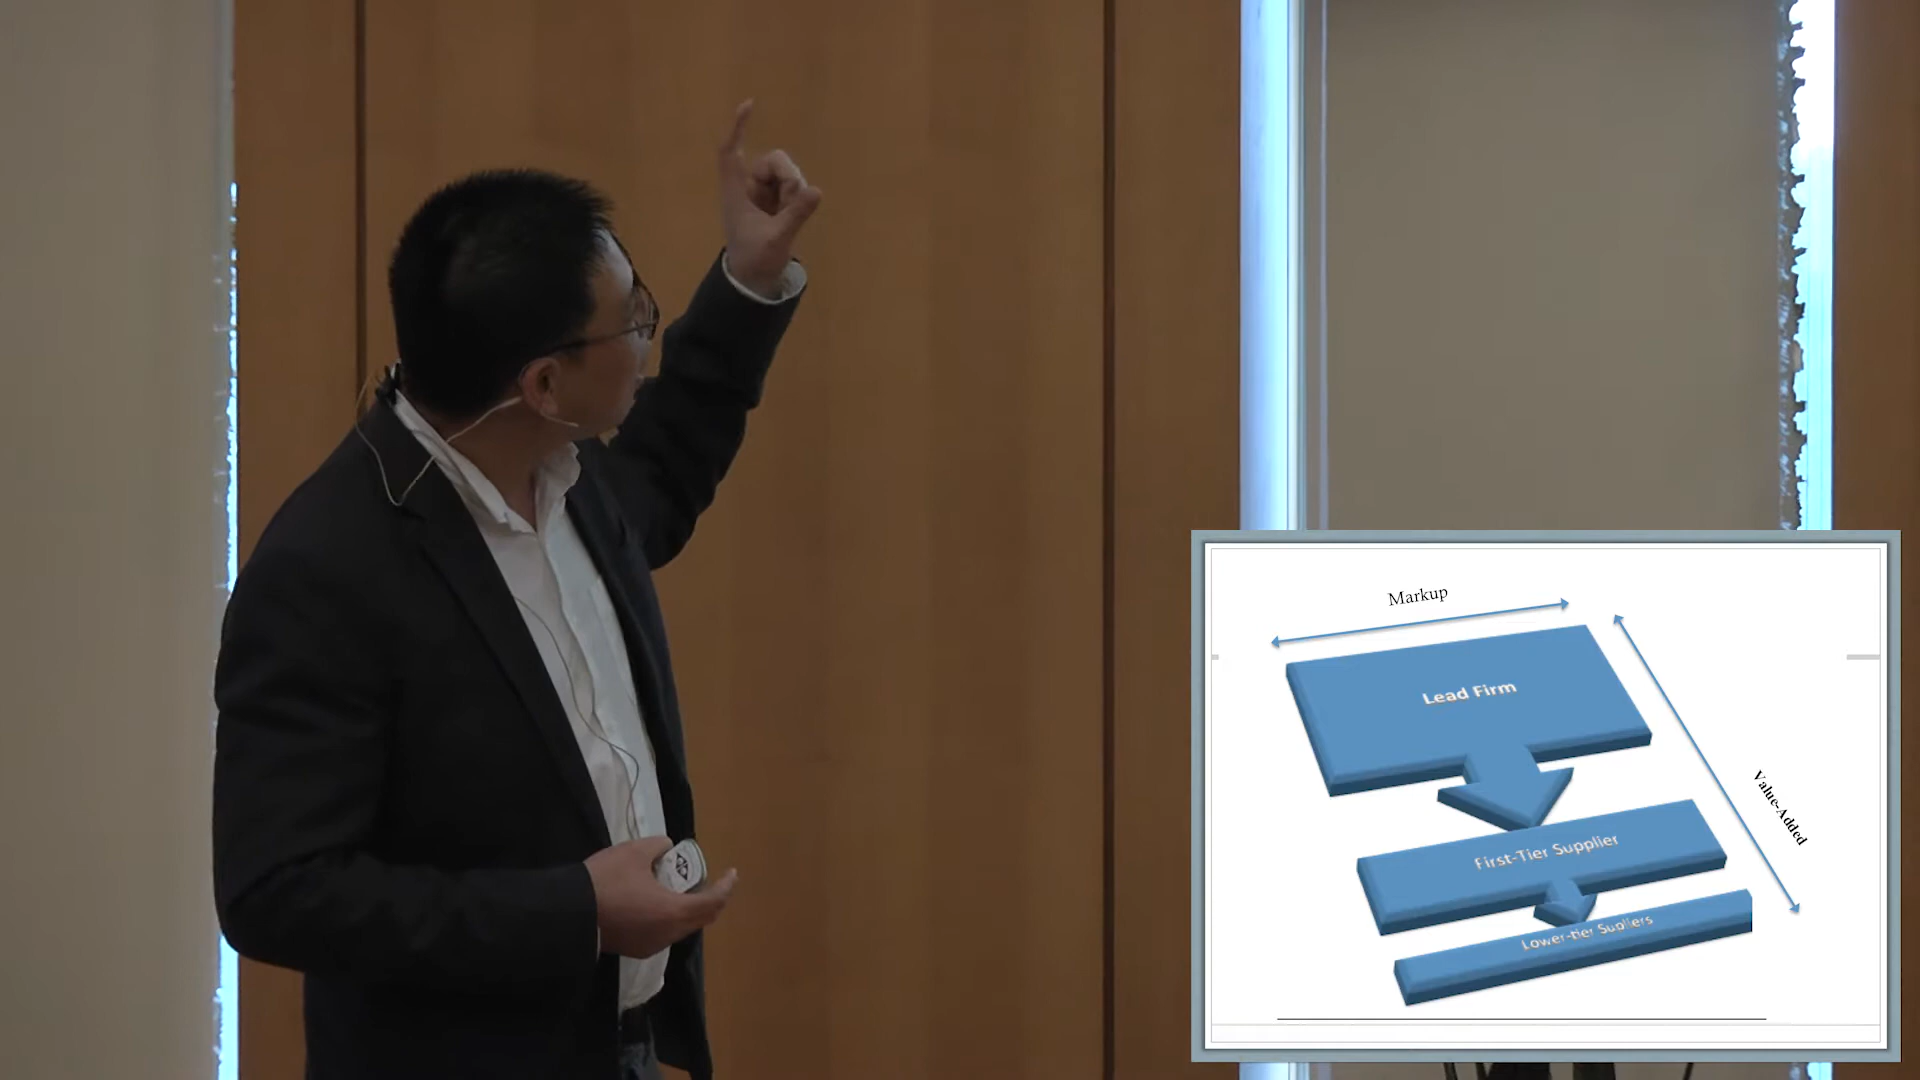 Markup
Lead Firm
Value-Added
First-Tier Supplier
Lower-tier Suppliers